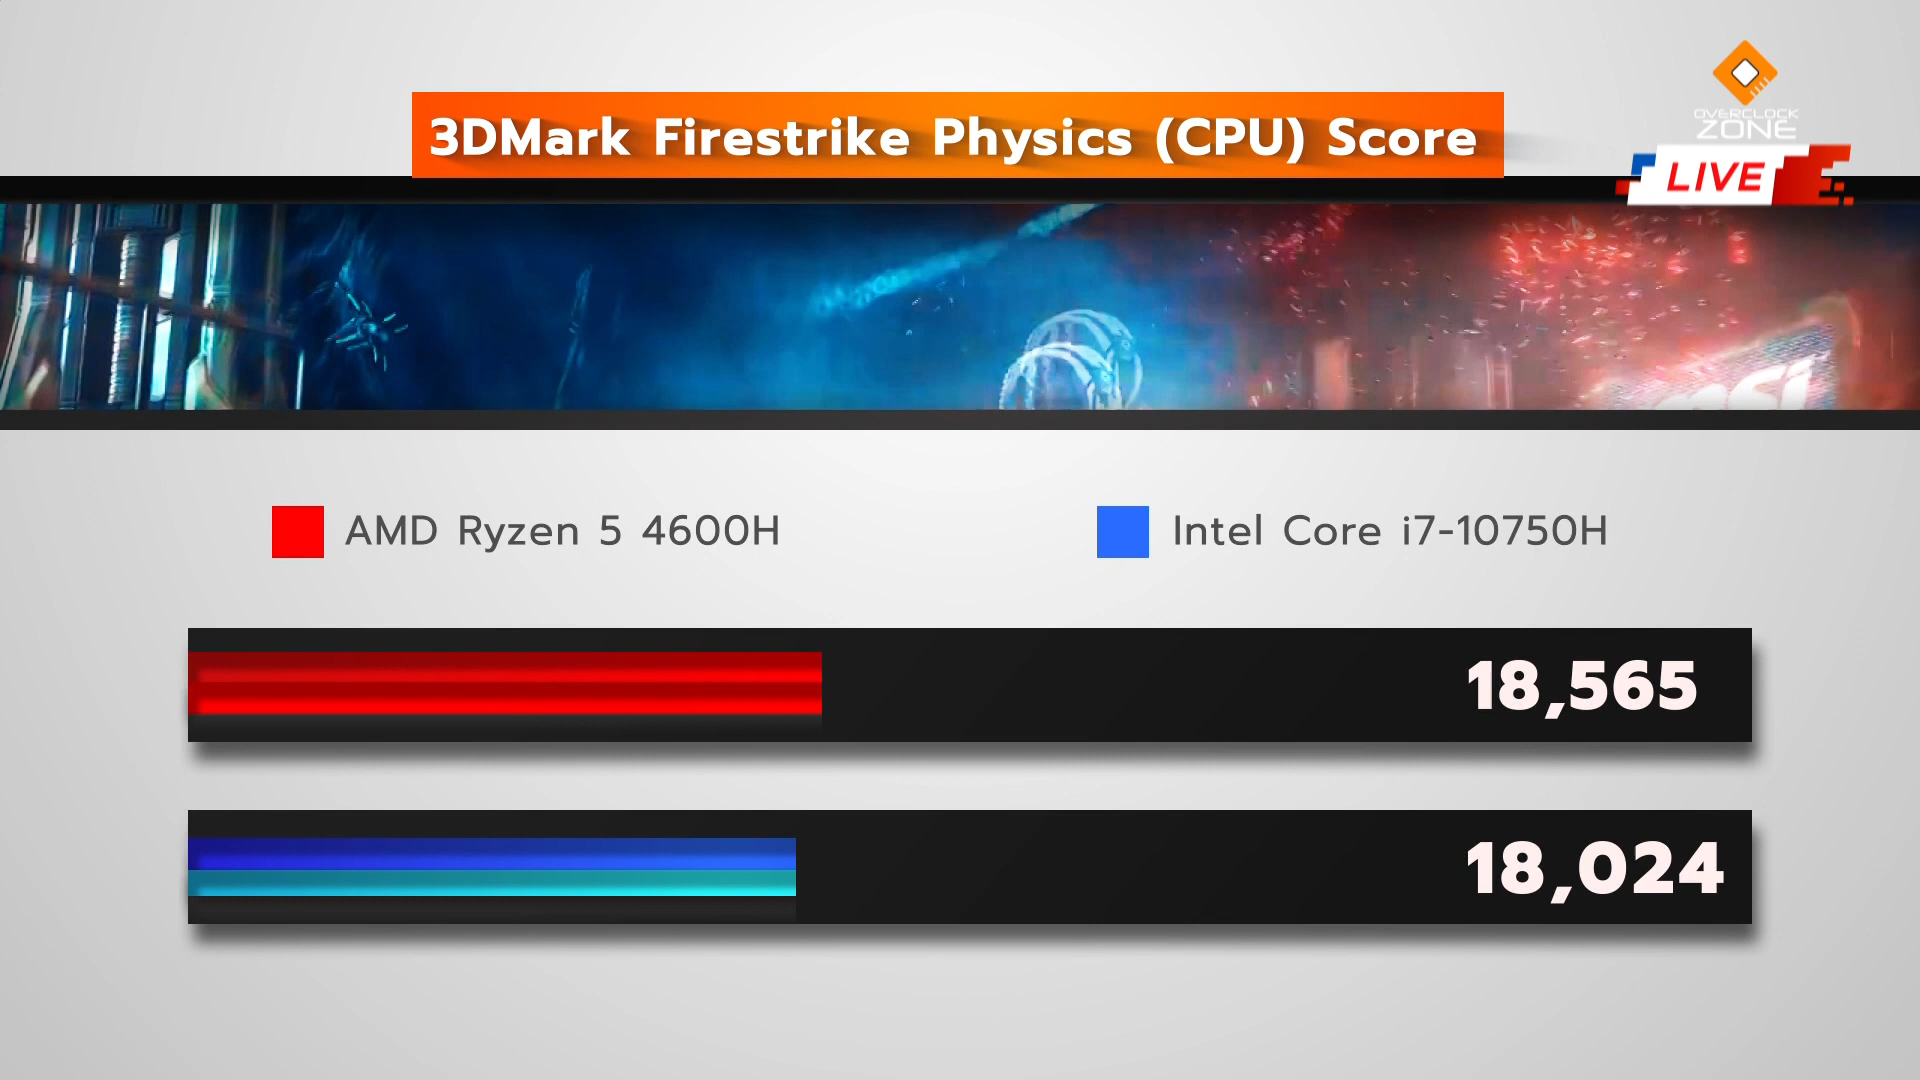 OVERCLOCK
ZONE
3DMark Firestrike Physics (CPU) Score
LIVE
msi
AMD Ryzen 5 4600H
Intel Core i7-10750H
18,565
18,024